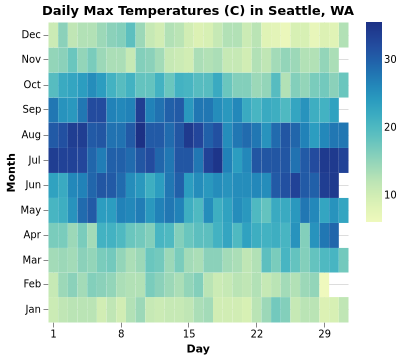 Daily Max Temperatures (C) in Seattle, WA
Dec
Nov
Oct
Sep
Aug
Jul
Jun
May
Apr
Mar
Feb
Jan
Month
1 8 15 22 29
Day
30
20
10